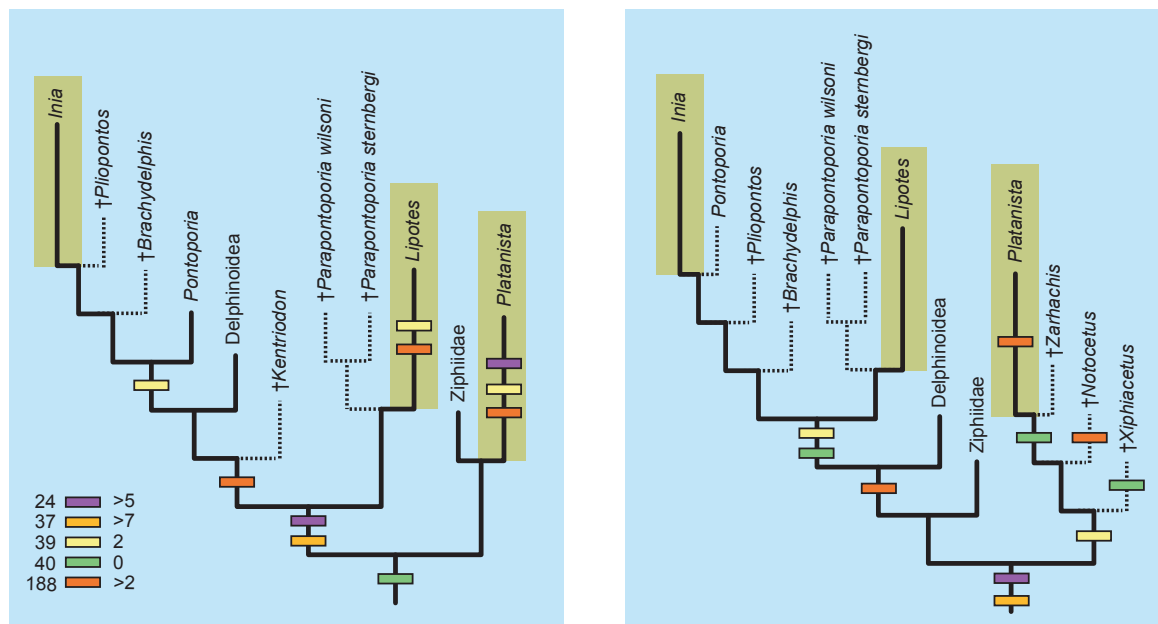 Inia
†Pliopontos
†Brachydelphis
Pontoporia
Delphinoidea
†Kentriodon
†Parapontoporia wilsoni
†Parapontoporia sternbergi
Lipotes
Ziphiidae
Platanista
24 >5
37 >7
39 2
40 0
188 >2
Inia
Pontoporia
†Pliopontos
†Brachydelphis
†Parapontoporia wilsoni
†Parapontoporia sternbergi
Lipotes
Delphinoidea
Ziphiidae
Platanista
†Zarhachis
†Notocetus
†Xiphiacetus